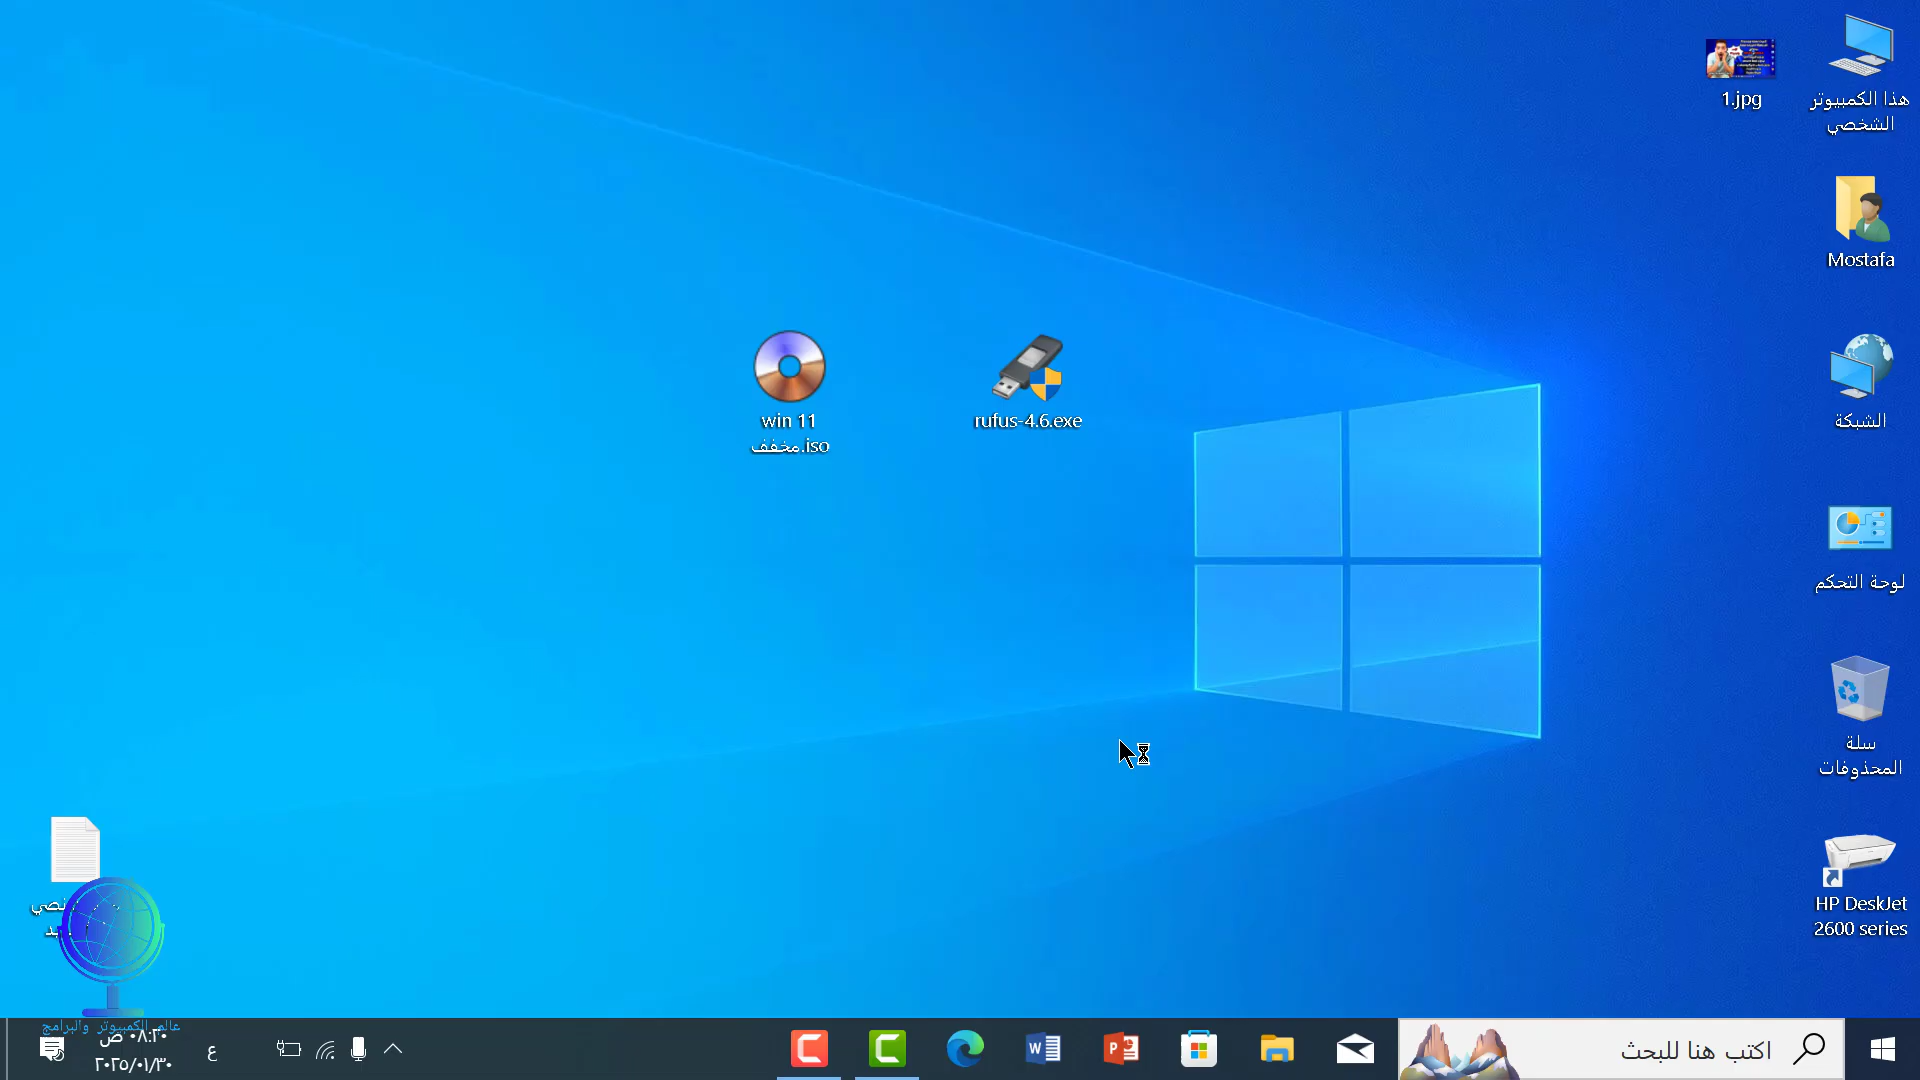 هذا الكمبيوتر
الشخصي
1.jpg
Mostafa
الشبكة
rufus-4.6.exe
win 11
مخفف.iso
لوحة التحكم
سلة
المحذوفات
HP DeskJet
2600 series
عالم الكمبيوتر والبرامج
اكتب هنا للبحث
ع
٠٨:٢٠ ص
٢٠٢٥/٠١/٣٠